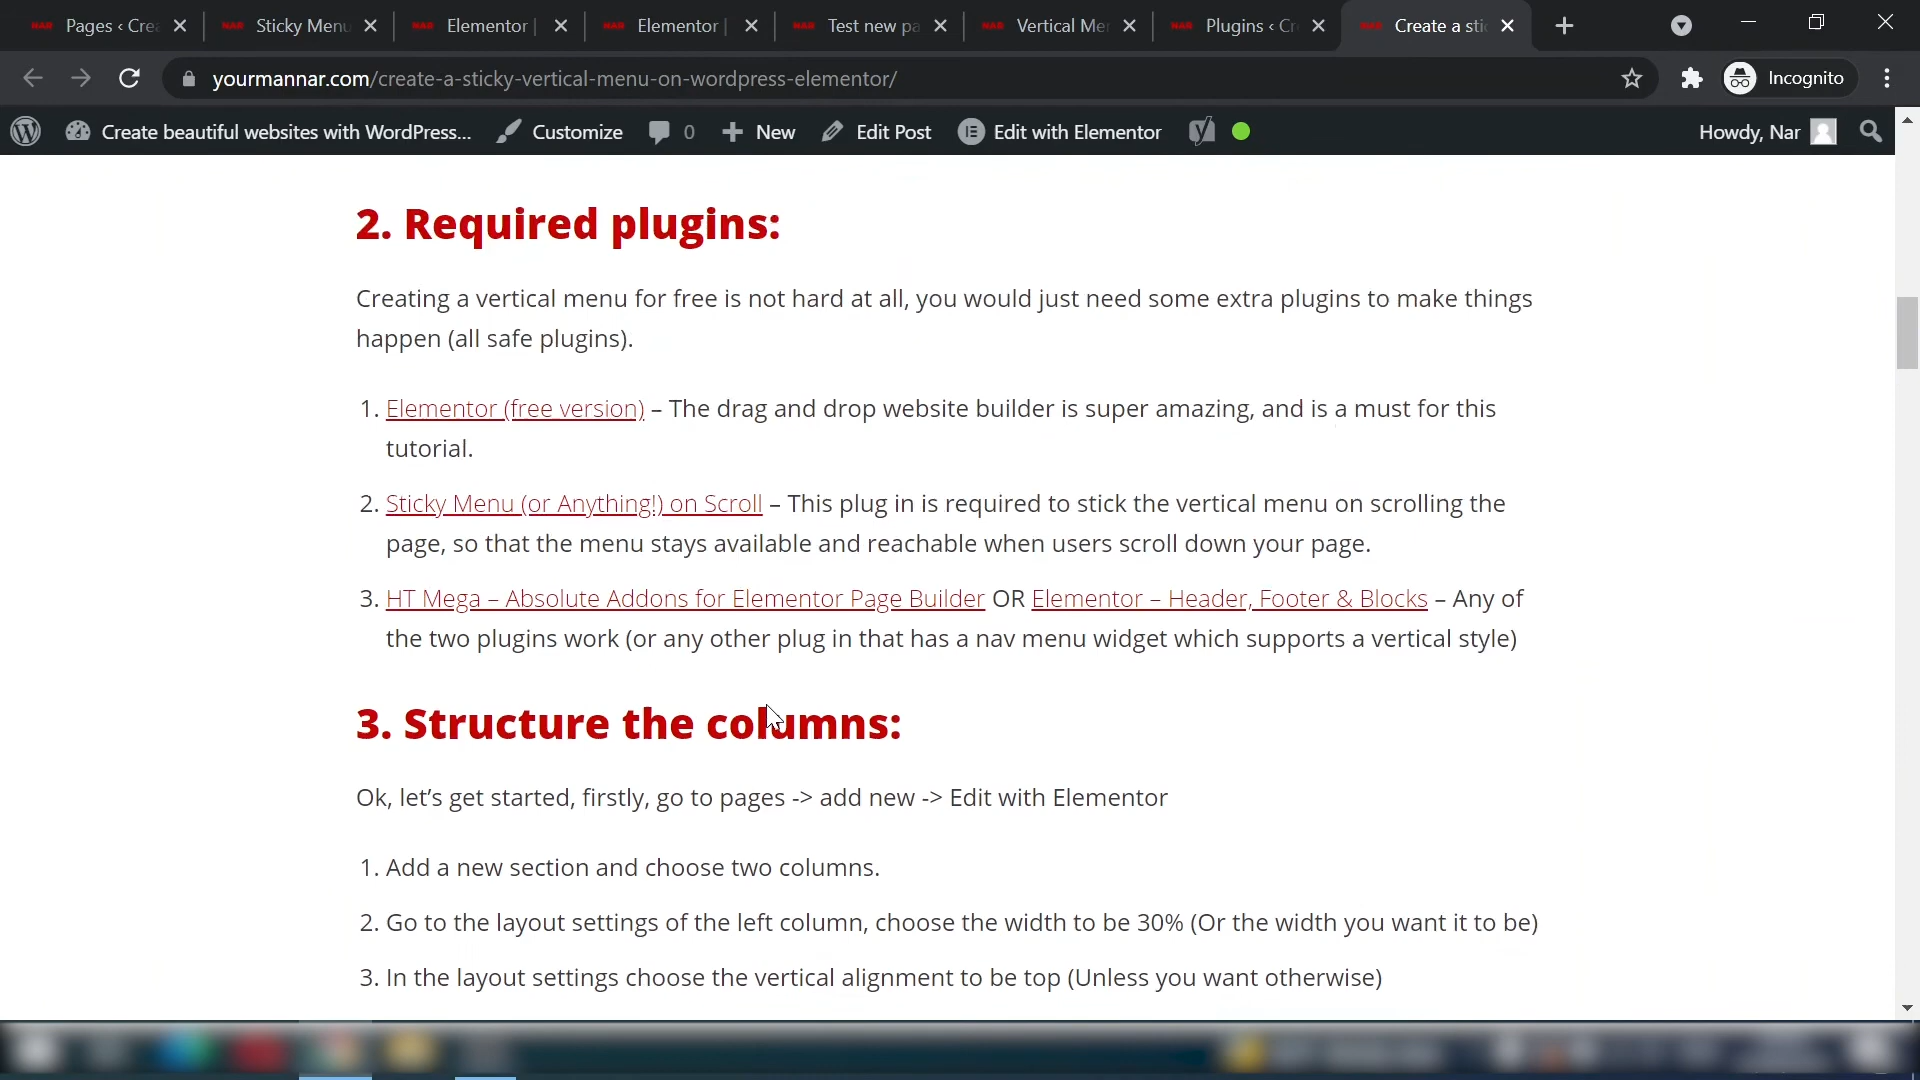 Pages ‹ Crea
Sticky Menu
Elementor |
Elementor |
Test new pa
Vertical Me
Plugins ‹ Cr
Create a stic
yourmannar.com/create-a-sticky-vertical-menu-on-wordpress-elementor/
Incognito
Create beautiful websites with WordPress...
Customize
0
New
Edit Post
Edit with Elementor
Howdy, Nar
2. Required plugins:
Creating a vertical menu for free is not hard at all, you would just need some extra plugins to make things
happen (all safe plugins).
1. Elementor (free version) – The drag and drop website builder is super amazing, and is a must for this
tutorial.
2. Sticky Menu (or Anything!) on Scroll – This plug in is required to stick the vertical menu on scrolling the
page, so that the menu stays available and reachable when users scroll down your page.
3. HT Mega – Absolute Addons for Elementor Page Builder OR Elementor – Header, Footer & Blocks – Any of
the two plugins work (or any other plug in that has a nav menu widget which supports a vertical style)
3. Structure the columns:
Ok, let’s get started, firstly, go to pages -> add new -> Edit with Elementor
1. Add a new section and choose two columns.
2. Go to the layout settings of the left column, choose the width to be 30% (Or the width you want it to be)
3. In the layout settings choose the vertical alignment to be top (Unless you want otherwise)